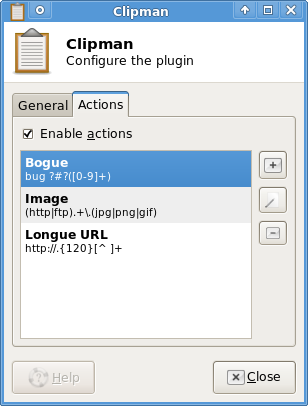 Clipman
Clipman
Configure the plugin
General
Actions
Enable actions
Bogue
bug ?#?([0-9]+)
Image
(http|ftp).+\.(jpg|png|gif)
Longue URL
http://.{120}[^ ]+
Help
Close